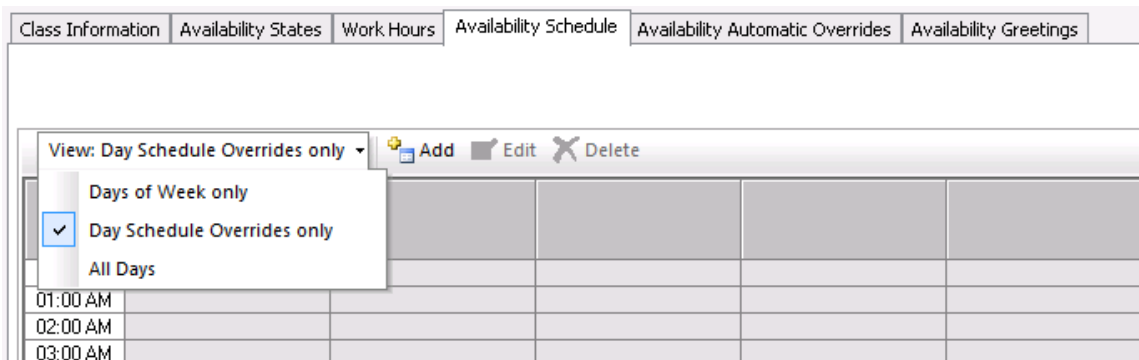 Class Information Availability States Work Hours Availability Schedule Availability Automatic Overrides Availability Greetings
View: Day Schedule Overrides only Add Edit Delete
Days of Week only
Day Schedule Overrides only
All Days
01:00 AM
02:00 AM
03:00 AM